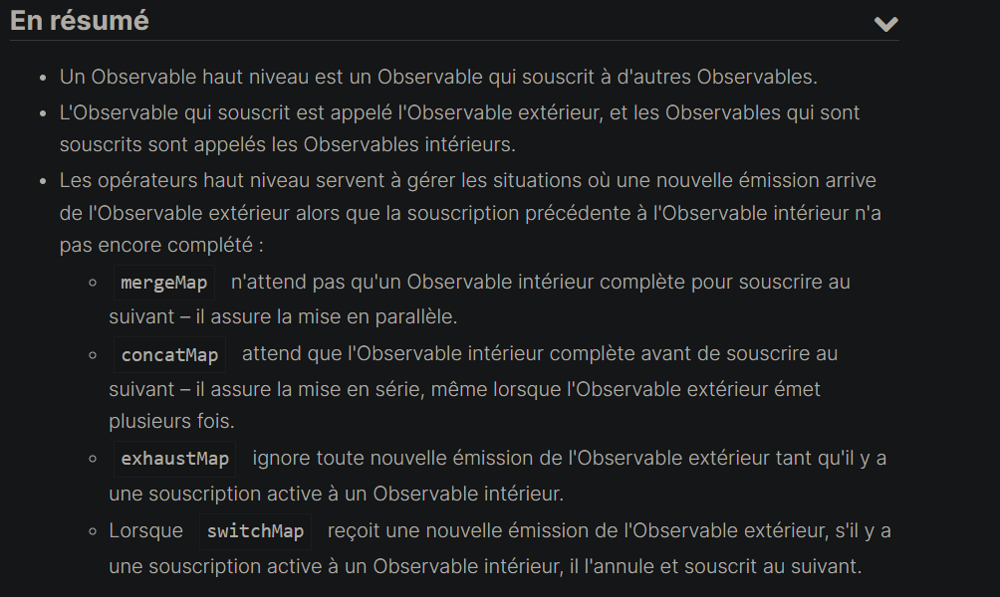 En résumé
• Un Observable haut niveau est un Observable qui souscrit à d'autres Observables.
• L'Observable qui souscrit est appelé l'Observable extérieur, et les Observables qui sont
souscrits sont appelés les Observables intérieurs.
• Les opérateurs haut niveau servent à gérer les situations où une nouvelle émission arrive
de l'Observable extérieur alors que la souscription précédente à l'Observable intérieur n'a
pas encore complété :
◦ mergeMap n'attend pas qu'un Observable intérieur complète pour souscrire au
suivant – il assure la mise en parallèle.
◦ concatMap attend que l'Observable intérieur complète avant de souscrire au
suivant – il assure la mise en série, même lorsque l'Observable extérieur émet
plusieurs fois.
◦ exhaustMap ignore toute nouvelle émission de l'Observable extérieur tant qu'il y a
une souscription active à un Observable intérieur.
◦ Lorsque switchMap reçoit une nouvelle émission de l'Observable extérieur, s'il y a
une souscription active à un Observable intérieur, il l'annule et souscrit au suivant.